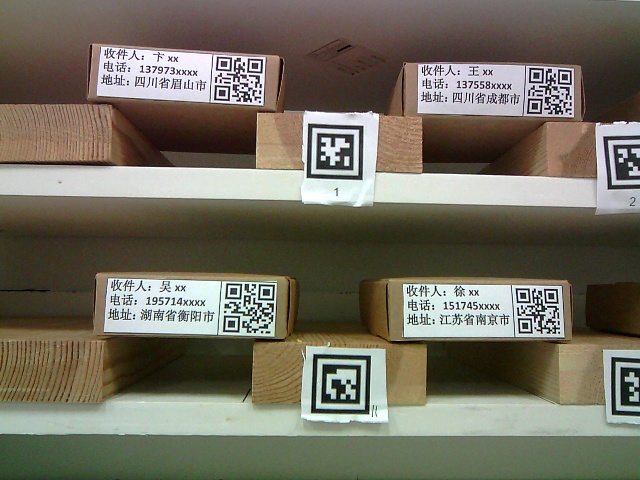 收件人：卞 xx
电话：137973xxxx
地址：四川省眉山市
收件人：王 xx
电话：137558xxxx
地址：四川省成都市
1
2
收件人：吴 xx
电话：195714xxxx
地址：湖南省衡阳市
收件人：徐 xx
电话：151745xxxx
地址：江苏省南京市